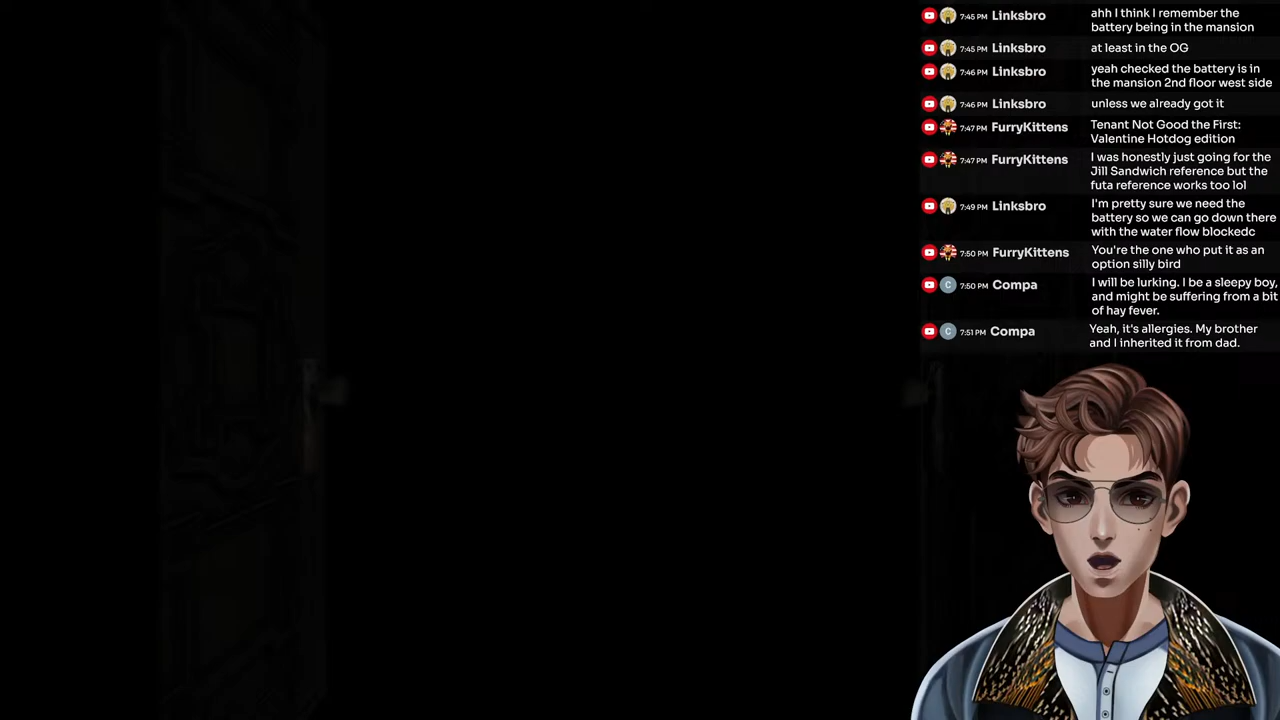 7:45 PM Linksbro ahh I think I remember the
battery being in the mansion
7:45 PM Linksbro at least in the OG
7:46 PM Linksbro yeah checked the battery is in
the mansion 2nd floor west side
7:46 PM Linksbro unless we already got it
7:47 PM FurryKittens Tenant Not Good the First:
Valentine Hotdog edition
7:47 PM FurryKittens I was honestly just going for the
Jill Sandwich reference but the
futa reference works too lol
7:49 PM Linksbro I'm pretty sure we need the
battery so we can go down there
with the water flow blockedc
7:50 PM FurryKittens You're the one who put it as an
option silly bird
C 7:50 PM Compa I will be lurking. I be a sleepy boy,
and might be suffering from a bit
of hay fever.
C 7:51 PM Compa Yeah, it's allergies. My brother
and I inherited it from dad.